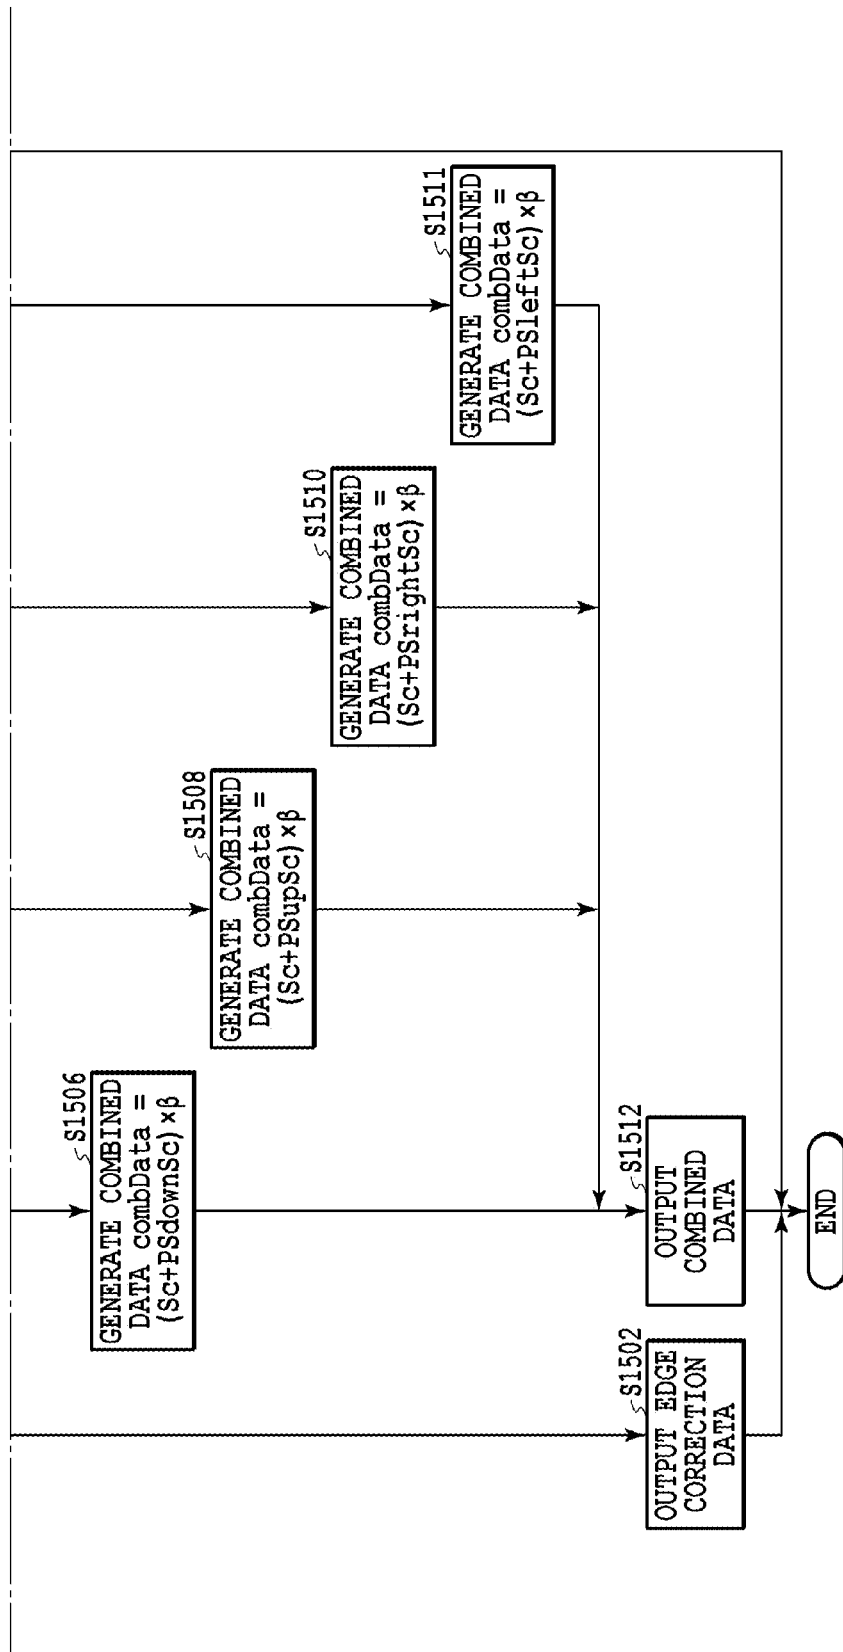 S1506
GENERATE COMBINED
DATA combData =
(Sc+PSdownSc)×β
S1508
GENERATE COMBINED
DATA combData =
(Sc+PSupSc)×β
S1510
GENERATE COMBINED
DATA combData =
(Sc+PSrightSc)×β
S1511
GENERATE COMBINED
DATA combData =
(Sc+PSleftSc)×β
S1502
OUTPUT EDGE
CORRECTION
DATA
S1512
OUTPUT
COMBINED
DATA
END